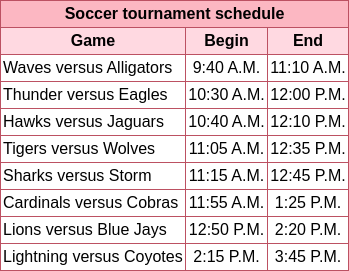 Soccer tournament schedule
Game Begin End
Waves versus Alligators 9:40 A.M. 11:10 A.M.
Thunder versus Eagles 10:30 A.M. 12:00 P.M.
Hawks versus Jaguars 10:40 A.M. 12:10 P.M.
Tigers versus Wolves 11:05 A.M. 12:35 P.M.
Sharks versus Storm 11:15 A.M. 12:45 P.M.
Cardinals versus Cobras 11:55 A.M. 1:25 P.M.
Lions versus Blue Jays 12:50 P.M. 2:20 P.M.
Lightning versus Coyotes 2:15 P.M. 3:45 P.M.